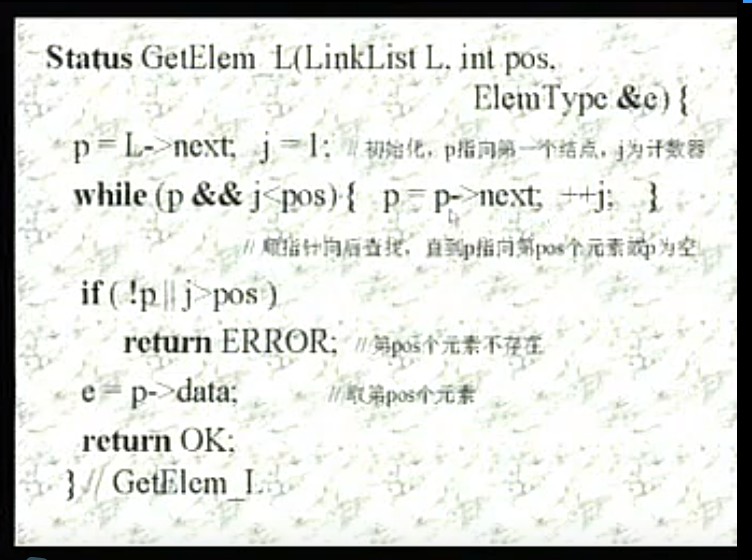 Status GetElem_L(LinkList L, int pos,
ElemType &e) {
p = L->next; j = 1; // 初始化，p指向第一个结点，j为计数器
while (p && j<pos) { p = p->next; ++j; }
// 顺指针向后查找，直到p指向第pos个元素或p为空
if ( !p || j>pos )
return ERROR; // 第pos个元素不存在
e = p->data; // 取第pos个元素
return OK;
} // GetElem_L